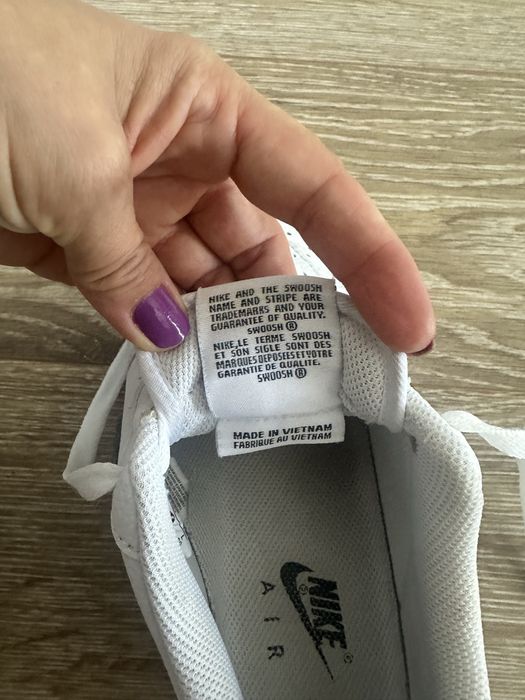 NIKE AND THE SWOOSH
NAME AND STRIPE ARE
TRADEMARKS AND YOUR
GUARANTEE OF QUALITY.
SWOOSH®
NIKE,LE TERME SWOOSH
ET SON SIGLE SONT DES
MARQUES DEPOSEES ET VOTRE
GARANTIE DE QUALITE.
SWOOSH®
MADE IN VIETNAM
FABRIQUE AU VIETNAM
NIKE
AIR